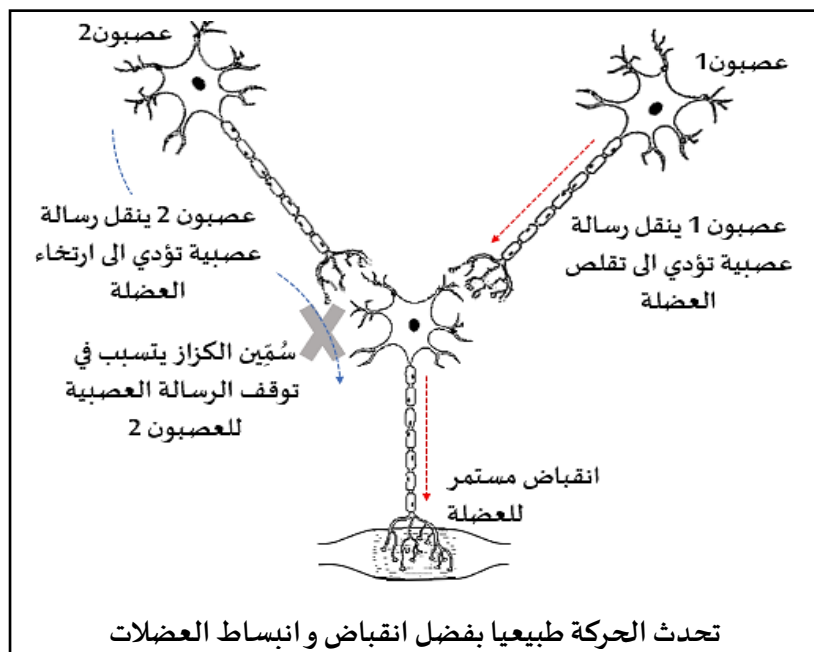 عصبون1
عصبون2
عصبون 1 ينقل رسالة
عصبية تؤدي الى تقلص
العضلة
عصبون 2 ينقل رسالة
عصبية تؤدي الى ارتخاء
العضلة
سُمِّين الكزاز يتسبب في
توقف الرسالة العصبية
للعصبون 2
انقباض مستمر
للعضلة
تحدث الحركة طبيعيا بفضل انقباض و انبساط العضلات